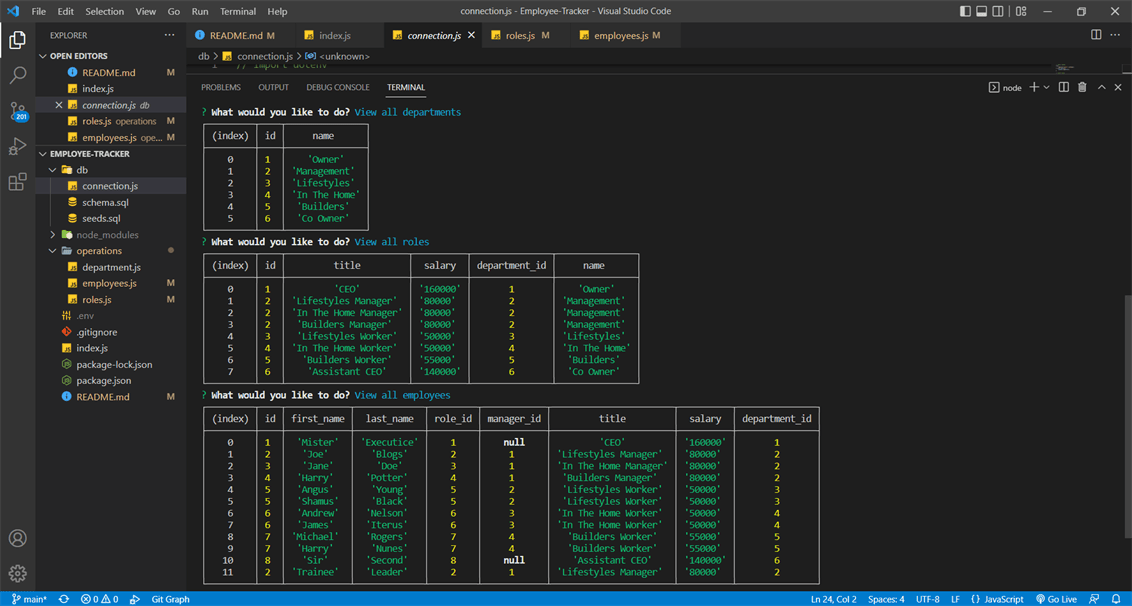 File Edit Selection View Go Run Terminal Help connection.js - Employee-Tracker - Visual Studio Code
EXPLORER
OPEN EDITORS
README.md M
index.js
connection.js db
roles.js operations M
employees.js ope... M
EMPLOYEE-TRACKER
db
connection.js
schema.sql
seeds.sql
node_modules
operations
department.js
employees.js M
roles.js M
.env
.gitignore
index.js
package-lock.json
package.json
README.md M
201
README.md M index.js connection.js roles.js M employees.js M
db > connection.js > <unknown>
1 // import dotenv
PROBLEMS OUTPUT DEBUG CONSOLE TERMINAL node
? What would you like to do? View all departments
(index) id name
0 1 'Owner'
1 2 'Management'
2 3 'Lifestyles'
3 4 'In The Home'
4 5 'Builders'
5 6 'Co Owner'
? What would you like to do? View all roles
(index) id title salary department_id name
0 1 'CEO' '160000' 1 'Owner'
1 2 'Lifestyles Manager' '80000' 2 'Management'
2 2 'In The Home Manager' '80000' 2 'Management'
3 2 'Builders Manager' '80000' 2 'Management'
4 3 'Lifestyles Worker' '50000' 3 'Lifestyles'
5 4 'In The Home Worker' '50000' 4 'In The Home'
6 5 'Builders Worker' '55000' 5 'Builders'
7 6 'Assistant CEO' '140000' 6 'Co Owner'
? What would you like to do? View all employees
(index) id first_name last_name role_id manager_id title salary department_id
0 1 'Mister' 'Executice' 1 null 'CEO' '160000' 1
1 2 'Joe' 'Blogs' 2 1 'Lifestyles Manager' '80000' 2
2 3 'Jane' 'Doe' 3 1 'In The Home Manager' '80000' 2
3 4 'Harry' 'Potter' 4 1 'Builders Manager' '80000' 2
4 5 'Angus' 'Young' 5 2 'Lifestyles Worker' '50000' 3
5 5 'Shamus' 'Black' 5 2 'Lifestyles Worker' '50000' 3
6 6 'Andrew' 'Nelson' 6 3 'In The Home Worker' '50000' 4
7 6 'James' 'Iterus' 6 3 'In The Home Worker' '50000' 4
8 7 'Michael' 'Rogers' 7 4 'Builders Worker' '55000' 5
9 7 'Harry' 'Nunes' 7 4 'Builders Worker' '55000' 5
10 8 'Sir' 'Second' 8 null 'Assistant CEO' '140000' 6
11 2 'Trainee' 'Leader' 2 1 'Lifestyles Manager' '80000' 2
main* 0 0 Git Graph Ln 24, Col 2 Spaces: 4 UTF-8 LF {} JavaScript Go Live